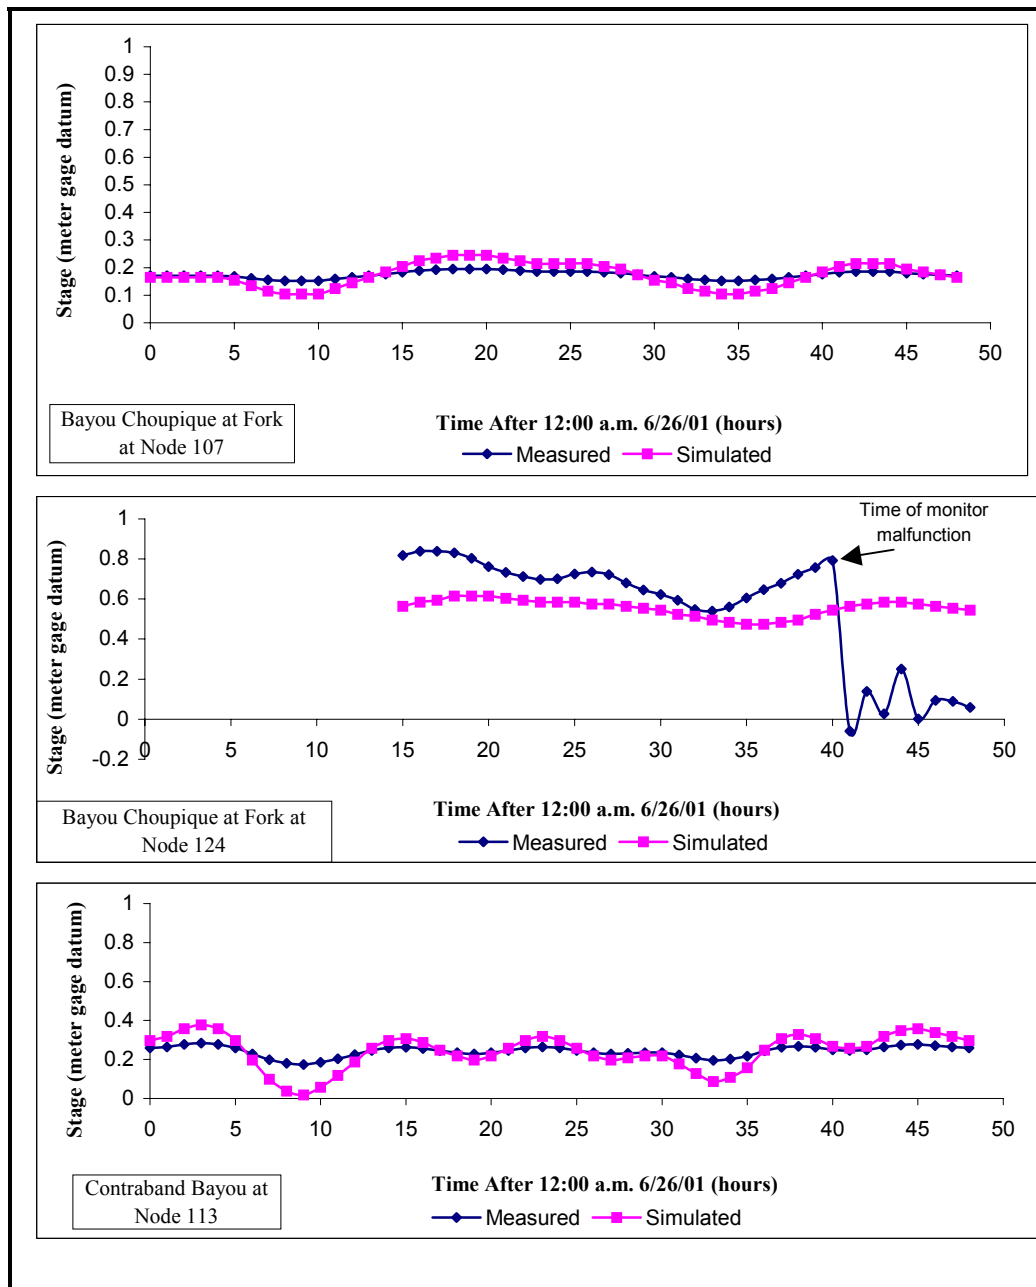 Stage (meter gage datum)
1
0.9
0.8
0.7
0.6
0.5
0.4
0.3
0.2
0.1
0
0 5 10 15 20 25 30 35 40 45 50
Bayou Choupique at Fork
at Node 107
Time After 12:00 a.m. 6/26/01 (hours)
Measured Simulated
Stage (meter gage datum)
1
0.8
0.6
0.4
0.2
0
-0.2
0 5 10 15 20 25 30 35 40 45 50
Time of monitor
malfunction
Bayou Choupique at Fork at
Node 124
Time After 12:00 a.m. 6/26/01 (hours)
Measured Simulated
Stage (meter gage datum)
1
0.8
0.6
0.4
0.2
0
0 5 10 15 20 25 30 35 40 45 50
Contraband Bayou at
Node 113
Time After 12:00 a.m. 6/26/01 (hours)
Measured Simulated